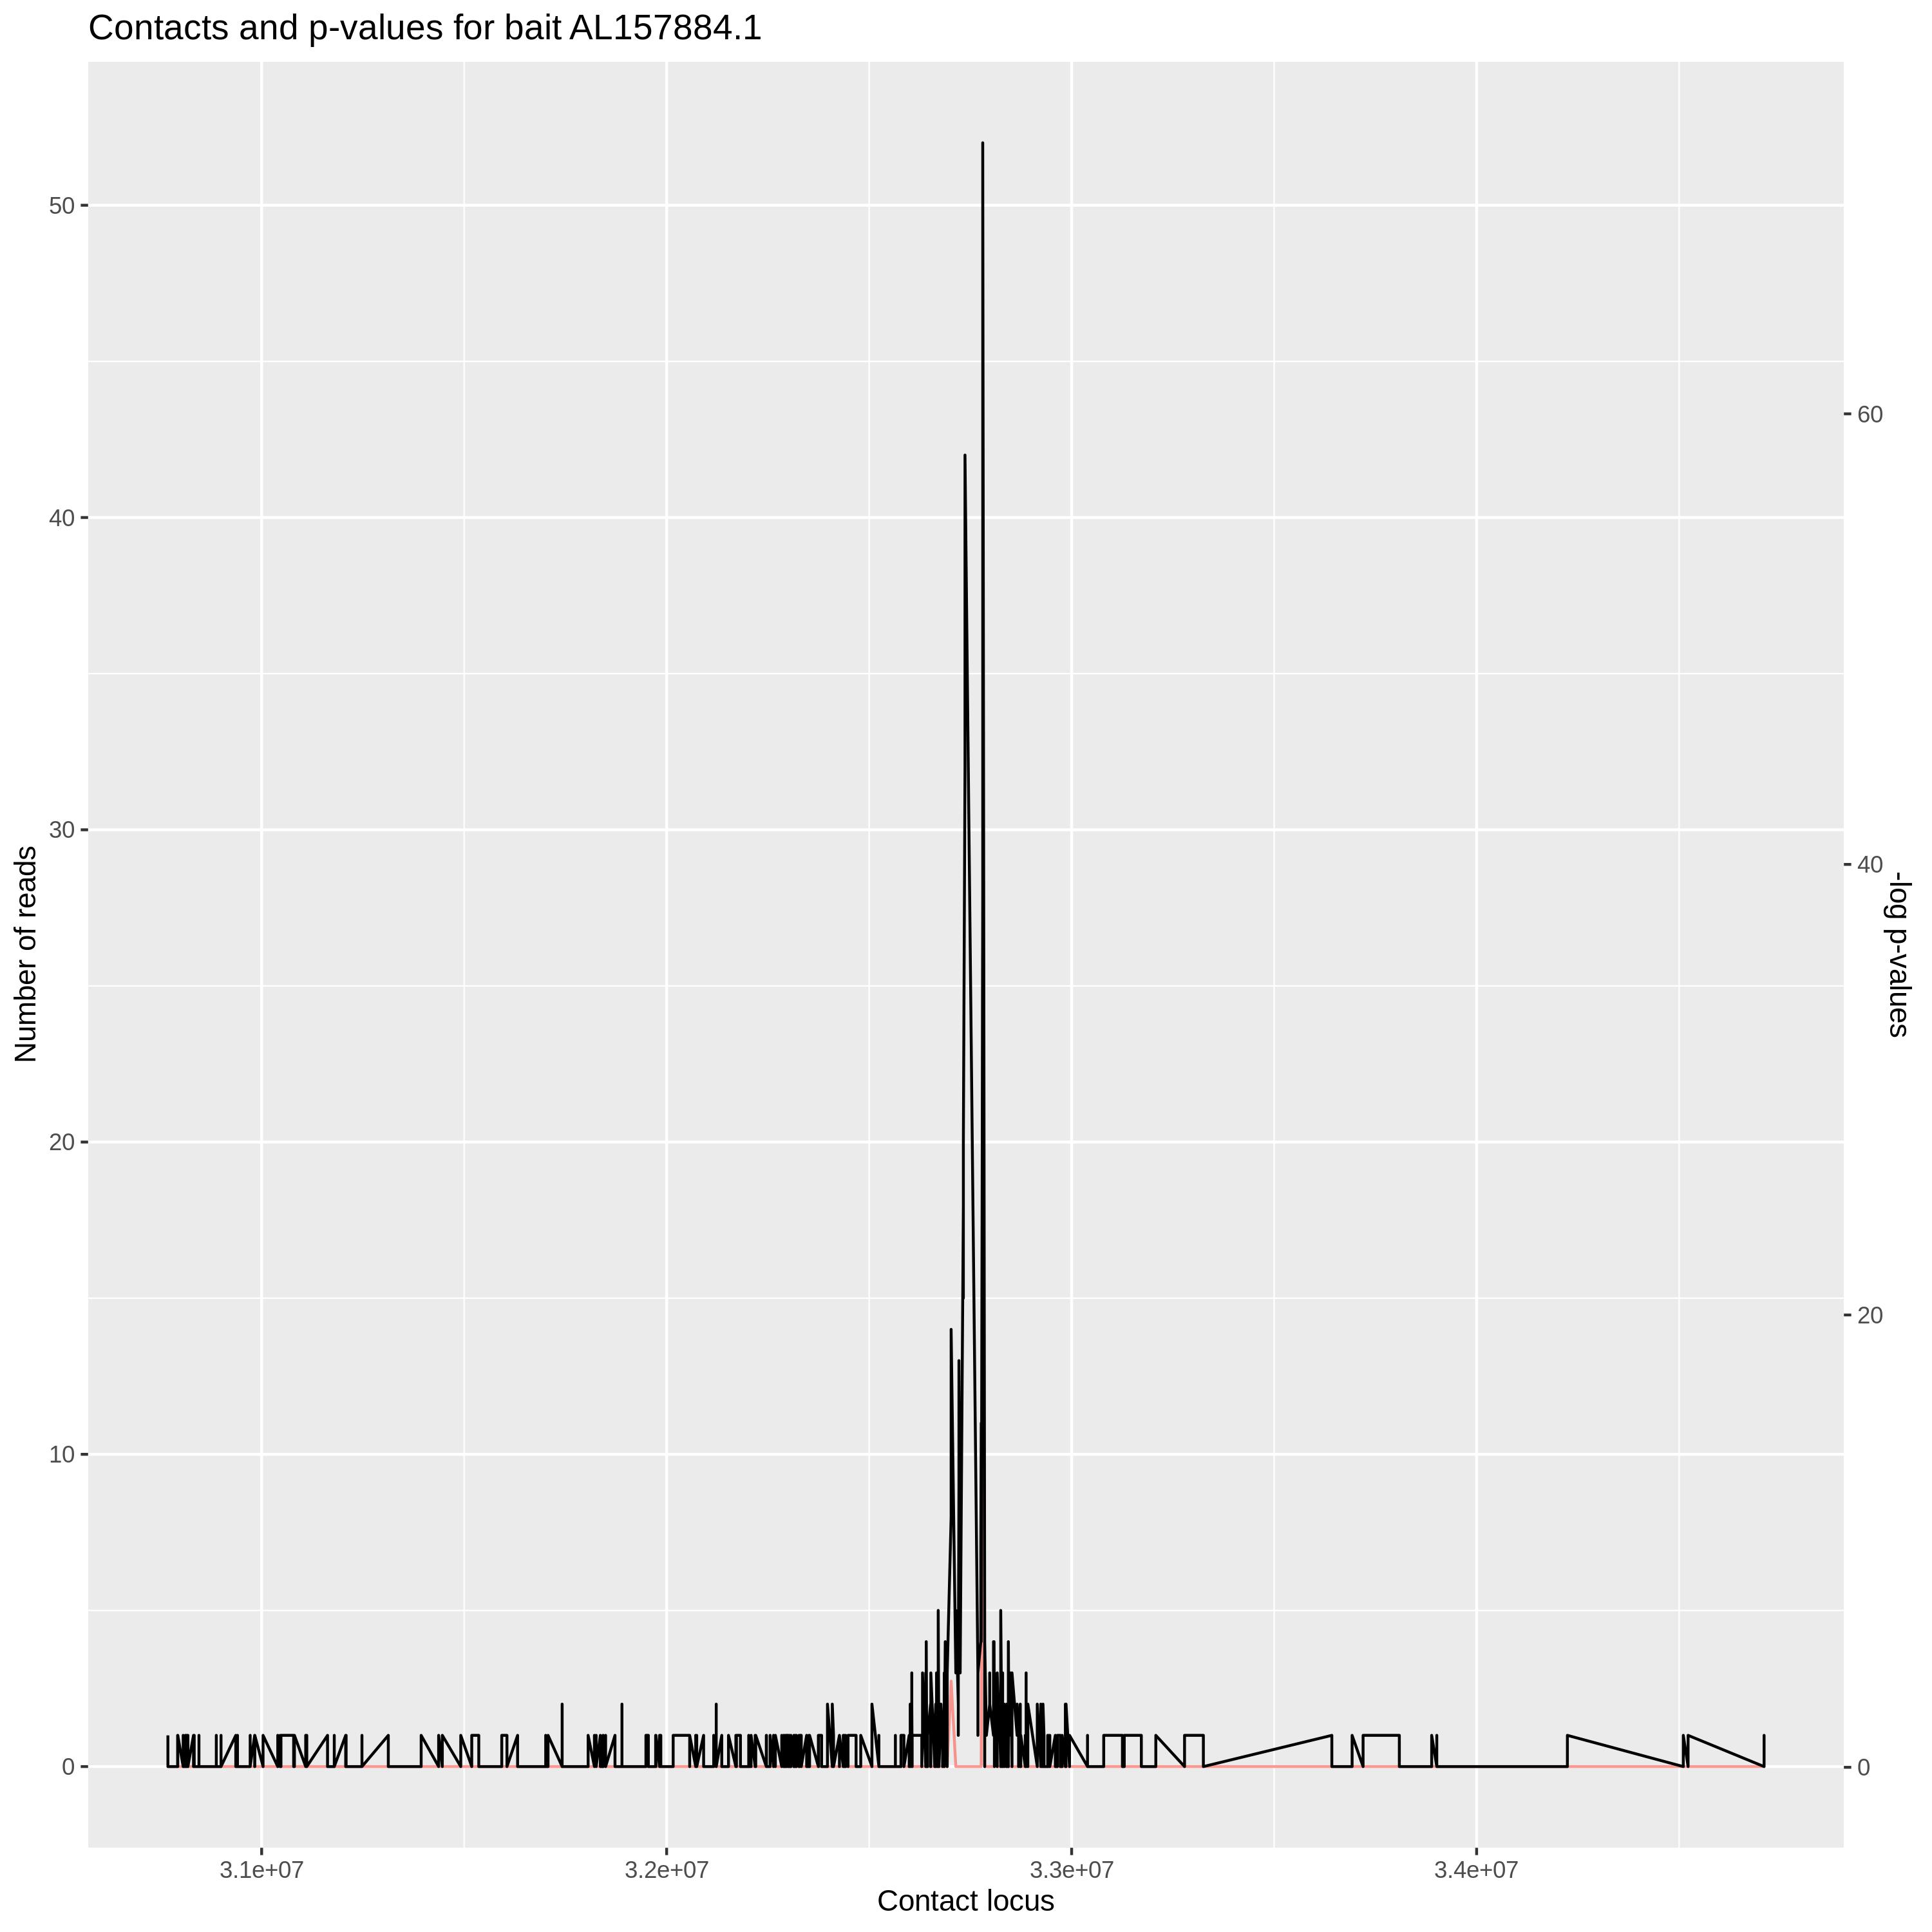 Contacts and p-values for bait AL157884.1
50
40
30
20
10
0
Number of reads
60
40
20
0
-log p-values
3.1e+07
3.2e+07
3.3e+07
3.4e+07
Contact locus